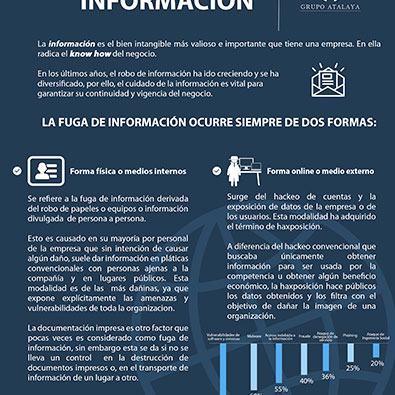 INFORMACIÓN
GRUPO ATALAYA
La información es el bien intangible más valioso e importante que tiene una empresa. En ella
radica el know how del negocio.
En los últimos años, el robo de información ha ido creciendo y se ha
diversificado, por ello, el cuidado de la información es vital para
garantizar su continuidad y vigencia del negocio.
LA FUGA DE INFORMACIÓN OCURRE SIEMPRE DE DOS FORMAS:
Forma física o medios internos
Se refiere a la fuga de información derivada
del robo de papeles o equipos o información
divulgada de persona a persona.
Esto es causado en su mayoría por personal
de la empresa que sin intención de causar
algún daño, suele dar información en pláticas
convencionales con personas ajenas a la
compañía y en lugares públicos. Esta
modalidad es de las más dañinas, ya que
expone explícitamente las amenazas y
vulnerabilidades de toda la organizacion.
La documentación impresa es otro factor que
pocas veces es considerado como fuga de
información, sin embargo esta se da si no se
lleva un control en la destrucción de
documentos impresos o, en el transporte de
información de un lugar a otro.
Forma online o medio externo
Surge del hackeo de cuentas y la
exposición de datos de la empresa o de
los usuarios. Esta modalidad ha adquirido
el término de haxposición.
A diferencia del hackeo convencional que
buscaba únicamente obtener
información para ser usada por la
competencia u obtener algún beneficio
económico, la haxposición hace públicos
los datos obtenidos y los filtra con el
objetivo de dañar la imagen de una
organización.
Vulnerabilidades de
software y sistemas
Malware
Acceso indebido a
la información
Fraude
Ataque de
denegación de
servicio
Phishing
Ataque de
Ingeniería Social
55%
40%
36%
25%
20%